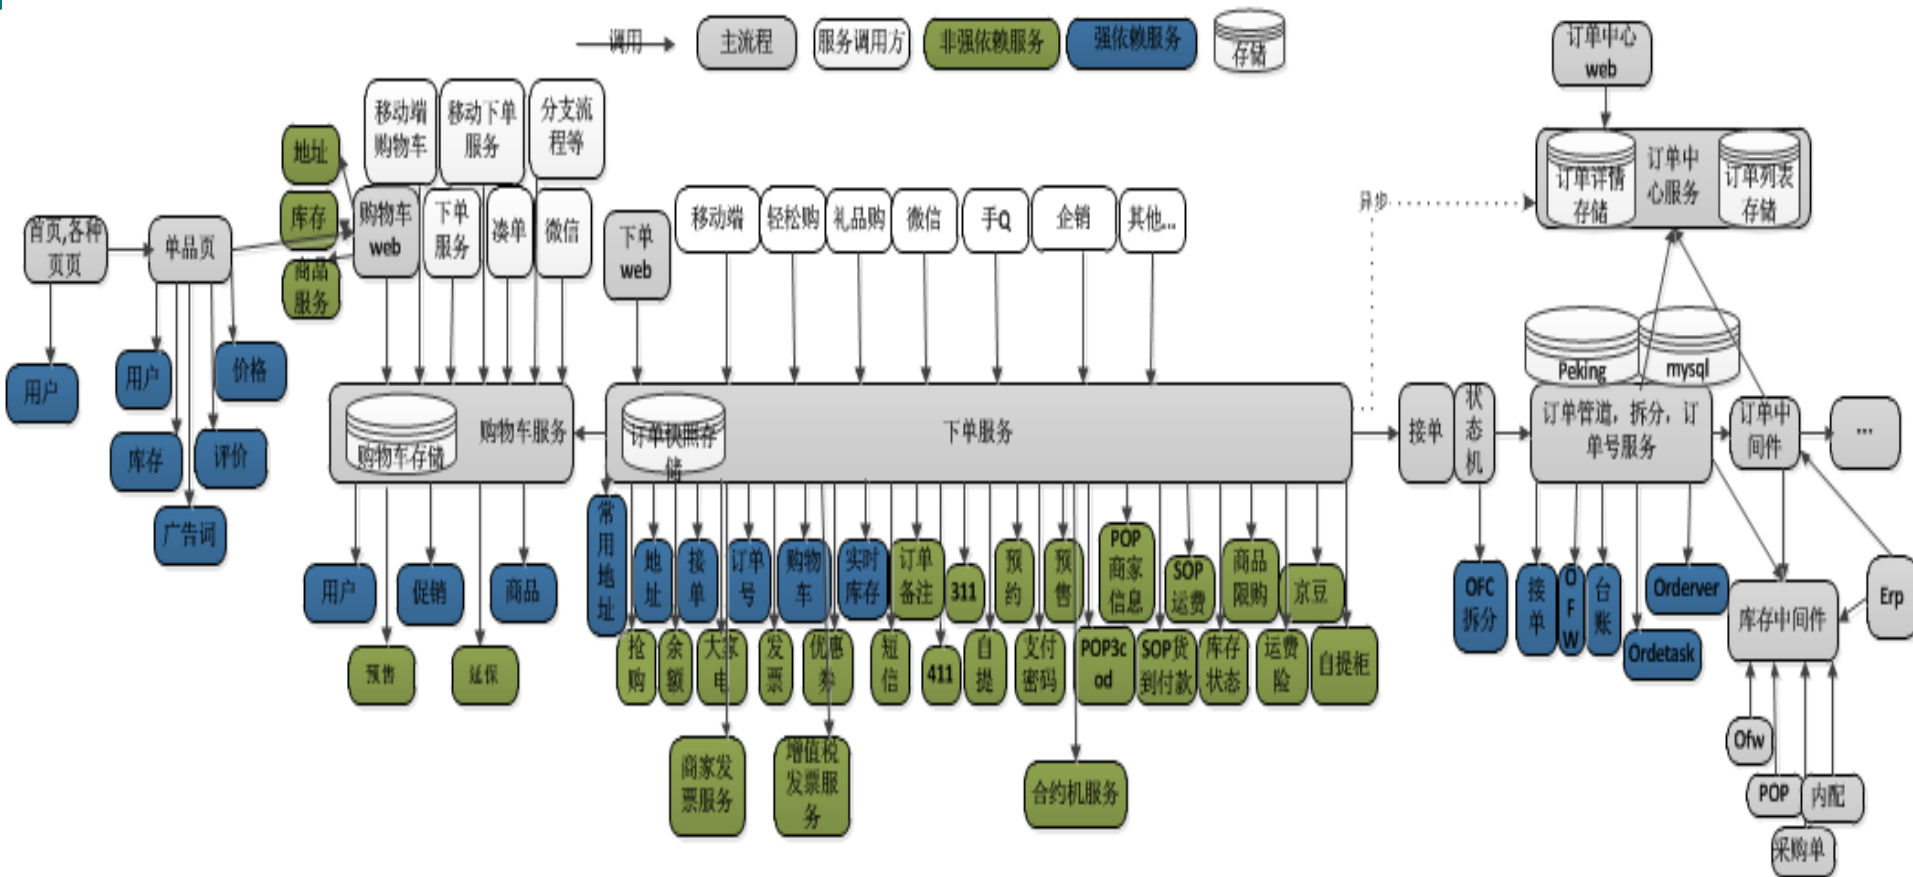 调用
主流程
服务调用方
非强依赖服务
强依赖服务
存储
订单中心
web
移动端
购物车
移动下单
服务
分支流
程等
地址
库存
商品
服务
首页,各种
页页
单品页
购物车
web
下单
服务
凑单
微信
下单
web
移动端
轻松购
礼品购
微信
手Q
企销
其他...
异步
订单详情
存储
订单中
心服务
订单列表
存储
用户
用户
价格
库存
评价
广告词
购物车存储
购物车服务
订单快照存
储
下单服务
接单
状
态
机
Peking
mysql
订单管道，拆分，订
单号服务
订单中
间件
...
用户
促销
商品
预售
延保
常
用
地
址
地
址
接
单
订单
号
购物
车
实时
库存
订单
备注
311
预
约
预
售
POP
商家
信息
SOP
运费
商品
限购
京豆
抢
购
余
额
大家
电
发
票
优惠
券
短
信
411
自
提
支付
密码
POP3c
od
SOP货
到付款
库存
状态
运费
险
自提柜
商家发
票服务
增值税
发票服
务
合约机服务
OFC
拆分
接
单
O
F
W
台
账
Orderver
Ordetask
库存中间件
Erp
Ofw
POP
内配
采购单